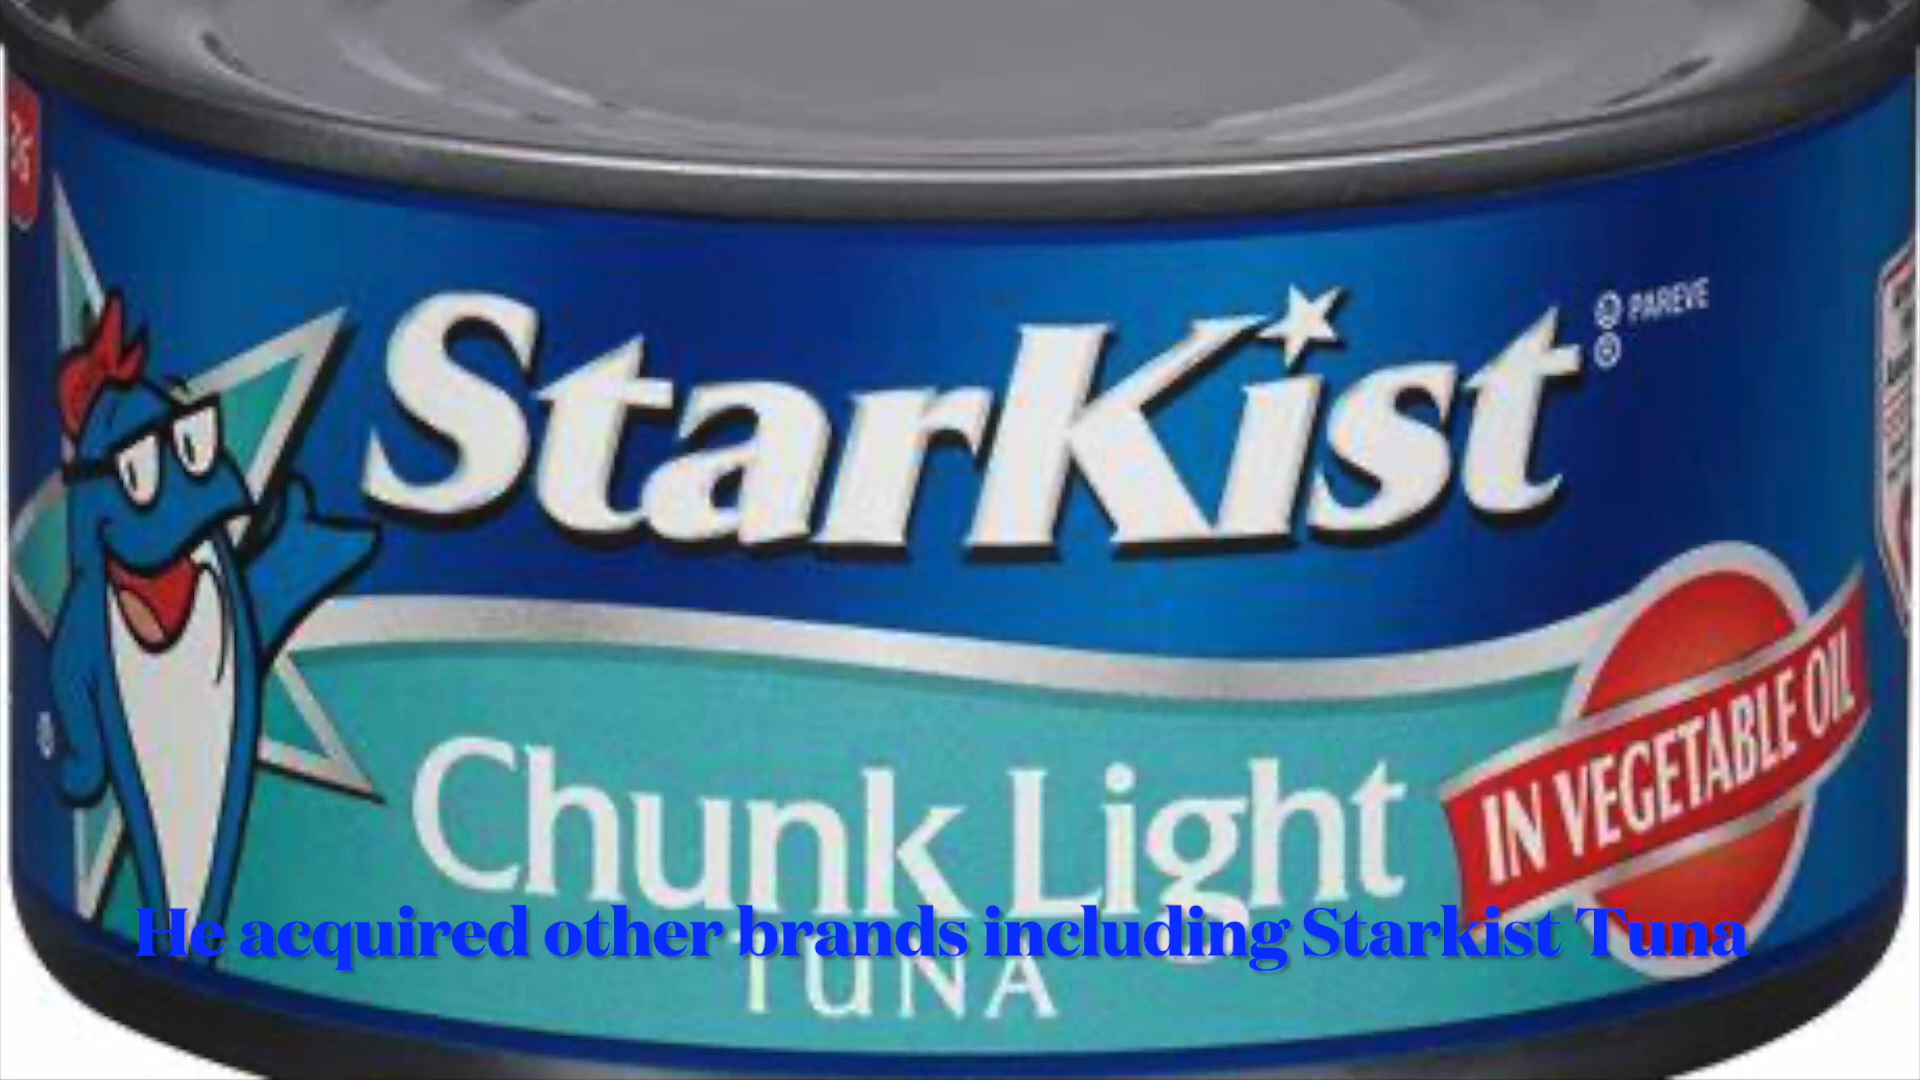 StarKist
PAREVE
Chunk Light
TUNA
IN VEGETABLE OIL
He acquired other brands including Starkist Tuna